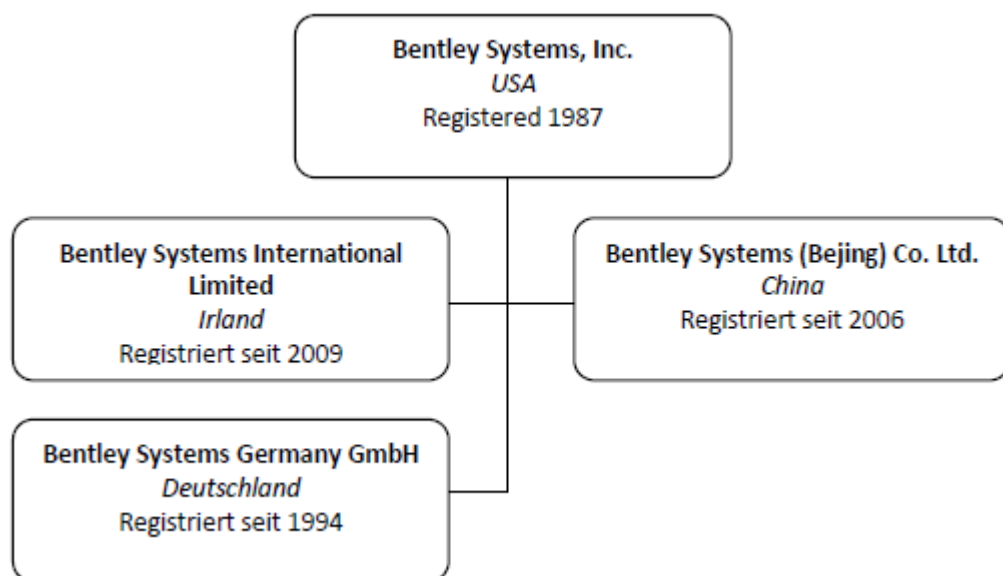 Bentley Systems, Inc.
USA
Registered 1987
Bentley Systems International
Limited
Irland
Registriert seit 2009
Bentley Systems (Bejing) Co. Ltd.
China
Registriert seit 2006
Bentley Systems Germany GmbH
Deutschland
Registriert seit 1994